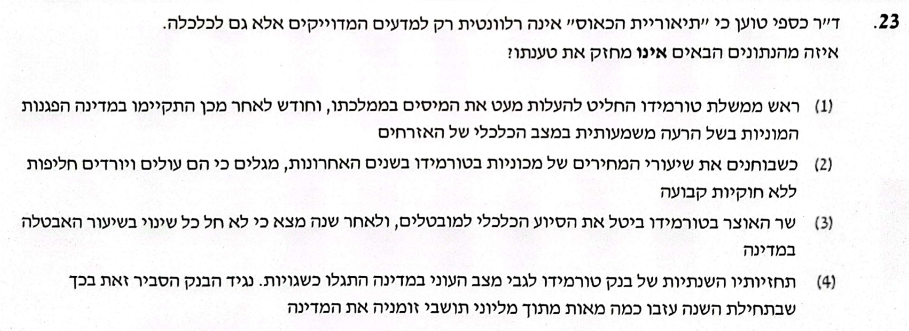 23. ד"ר כספי טוען כי "תיאוריית הכאוס" אינה רלוונטית רק למדעים המדוייקים אלא גם לכלכלה.
איזה מהנתונים הבאים אינו מחזק את טענתו?
(1) ראש ממשלת טורמידו החליט להעלות מעט את המיסים בממלכתו, וחודש לאחר מכן התקיימו במדינה הפגנות
המוניות בשל הרעה משמעותית במצב הכלכלי של האזרחים
(2) כשבוחנים את שיעורי המחירים של מכוניות בטורמידו בשנים האחרונות, מגלים כי הם עולים ויורדים חליפות
ללא חוקיות קבועה
(3) שר האוצר בטורמידו ביטל את הסיוע הכלכלי למובטלים, ולאחר שנה מצא כי לא חל כל שינוי בשיעור האבטלה
במדינה
(4) תחזיותיו השנתיות של בנק טורמידו לגבי מצב העוני במדינה התגלו כשגויות. נגיד הבנק הסביר זאת בכך
שבתחילת השנה עזבו כמה מאות מתוך מליוני תושבי זומניה את המדינה